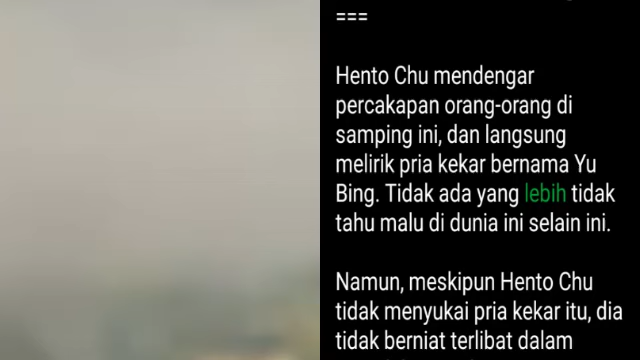 ===
Hento Chu mendengar
percakapan orang-orang di
samping ini, dan langsung
melirik pria kekar bernama Yu
Bing. Tidak ada yang lebih tidak
tahu malu di dunia ini selain ini.
Namun, meskipun Hento Chu
tidak menyukai pria kekar itu, dia
tidak berniat terlibat dalam